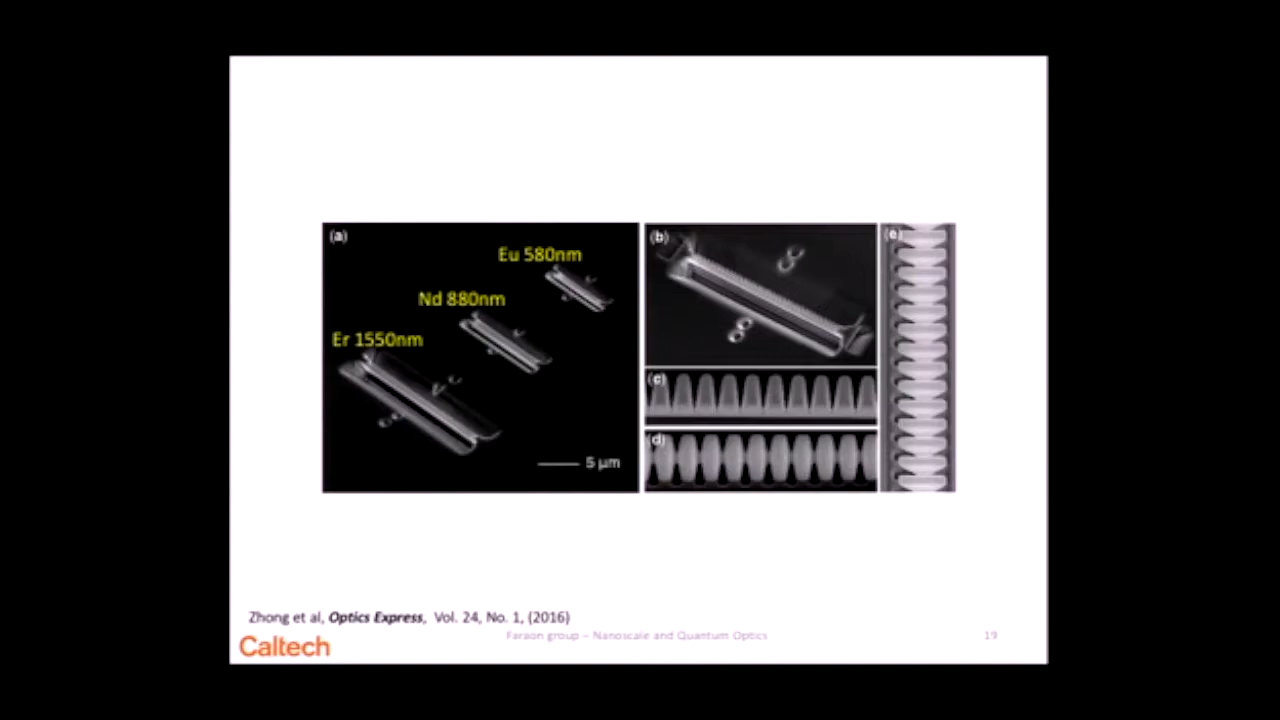 (a)
Eu 580nm
Nd 880nm
Er 1550nm
5 µm
(b)
(c)
(d)
(e)
Zhong et al, Optics Express, Vol. 24, No. 1, (2016)
Faraon group – Nanoscale and Quantum Optics
19
Caltech